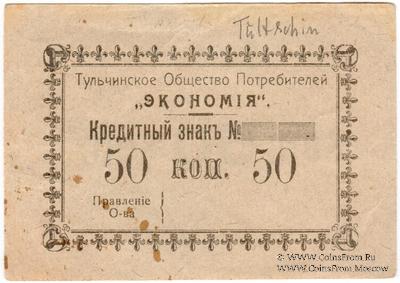 Tultschin
Тульчинское Общество Потребителей
„ЭКОНОМІЯ“.
Кредитный знакъ №
50 коп. 50
Правленіе
О-ва
© WWW.CoinsFrom.Ru
WWW.CoinsFrom.Moscow